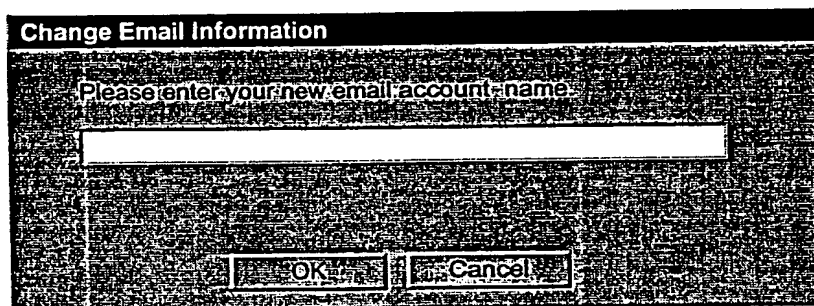 Change Email Information
Please enter your new email account name
OK
Cancel